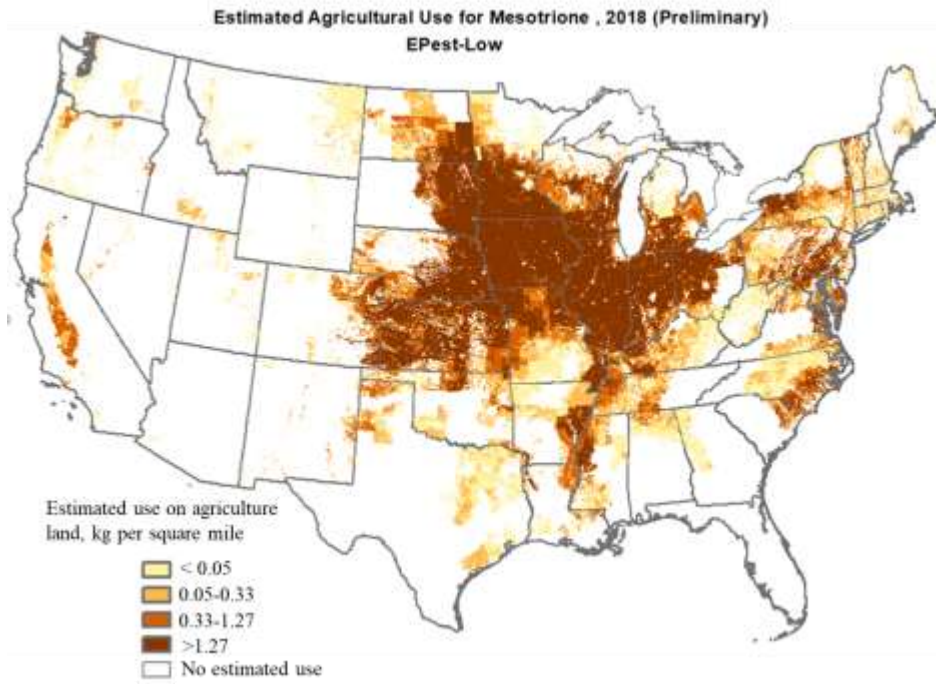 Estimated Agricultural Use for Mesotrione , 2018 (Preliminary)
EPest-Low
Estimated use on agriculture
land, kg per square mile
< 0.05
0.05-0.33
0.33-1.27
>1.27
No estimated use